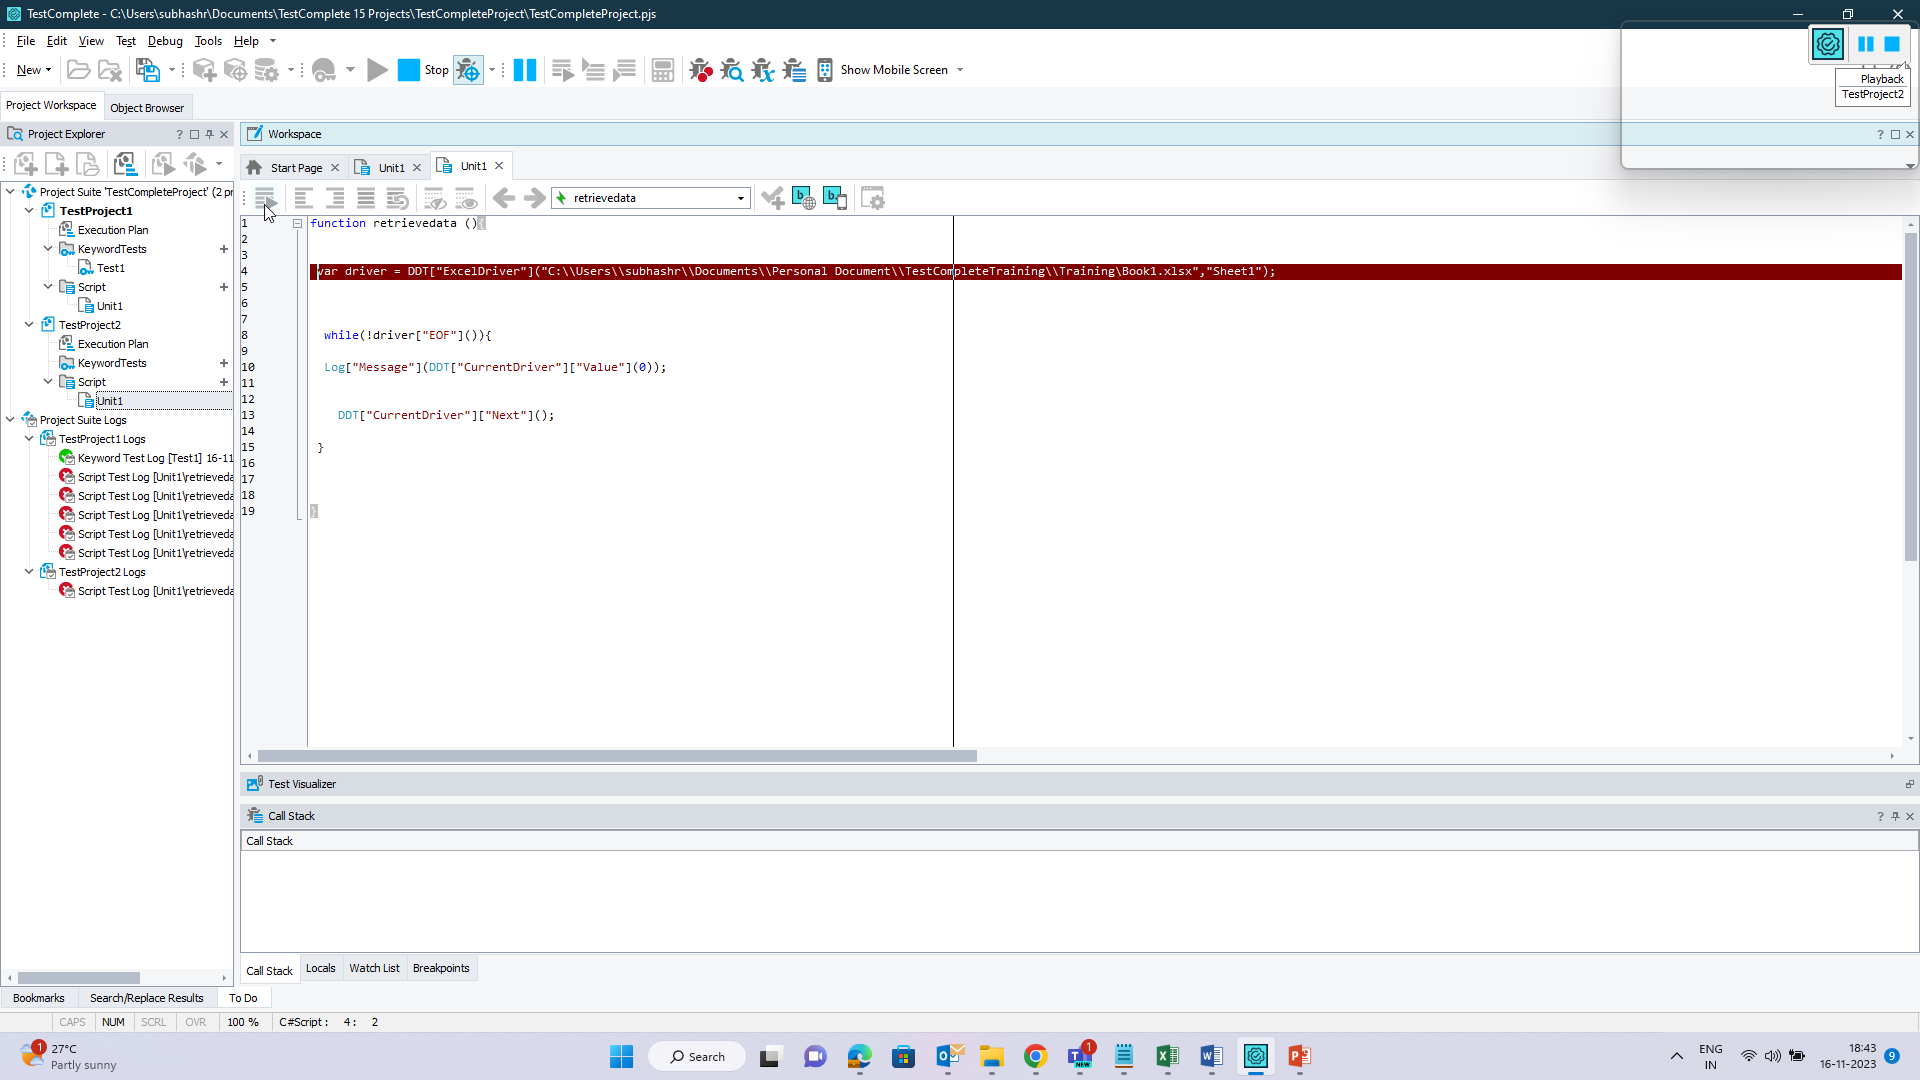 TestComplete - C:\Users\subhashr\Documents\TestComplete 15 Projects\TestCompleteProject\TestCompleteProject.pjs
File Edit View Test Debug Tools Help
New Stop Show Mobile Screen
Playback
TestProject2
Project Workspace Object Browser
Project Explorer ?
Workspace ?
Start Page Unit1 Unit1
retrievedata
Project Suite 'TestCompleteProject' (2 pr
TestProject1
Execution Plan
KeywordTests +
Test1
Script +
Unit1
TestProject2
Execution Plan
KeywordTests +
Script +
Unit1
Project Suite Logs
TestProject1 Logs
Keyword Test Log [Test1] 16-11
Script Test Log [Unit1\retrieveda
Script Test Log [Unit1\retrieveda
Script Test Log [Unit1\retrieveda
Script Test Log [Unit1\retrieveda
Script Test Log [Unit1\retrieveda
TestProject2 Logs
Script Test Log [Unit1\retrieveda
1 function retrievedata (){
2
3
4 var driver = DDT["ExcelDriver"]("C:\\Users\\subhashr\\Documents\\Personal Document\\TestCompleteTraining\\Training\Book1.xlsx","Sheet1");
5
6
7
8 while(!driver["EOF"]()){
9
10 Log["Message"](DDT["CurrentDriver"]["Value"](0));
11
12
13 DDT["CurrentDriver"]["Next"]();
14
15 }
16
17
18
19 }
Test Visualizer
Call Stack ?
Call Stack
Call Stack Locals Watch List Breakpoints
Bookmarks Search/Replace Results To Do
CAPS NUM SCRL OVR 100 % C#Script : 4 : 2
1
27°C
Partly sunny
Search
1
NEW
ENG
IN
18:43
16-11-2023
9